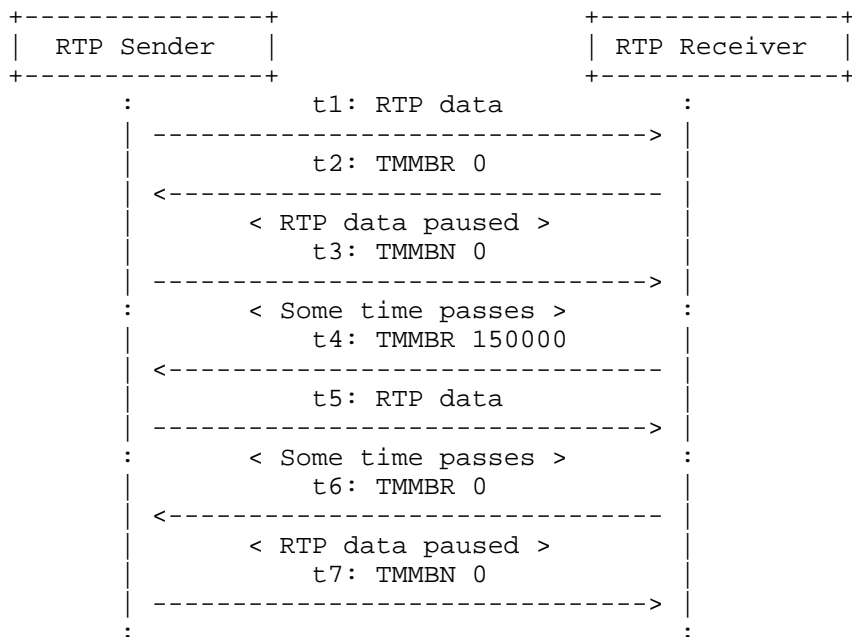 RTP Sender RTP Receiver
t1: RTP data
t2: TMMBR 0
< RTP data paused >
t3: TMMBN 0
< Some time passes >
t4: TMMBR 150000
t5: RTP data
< Some time passes >
t6: TMMBR 0
< RTP data paused >
t7: TMMBN 0